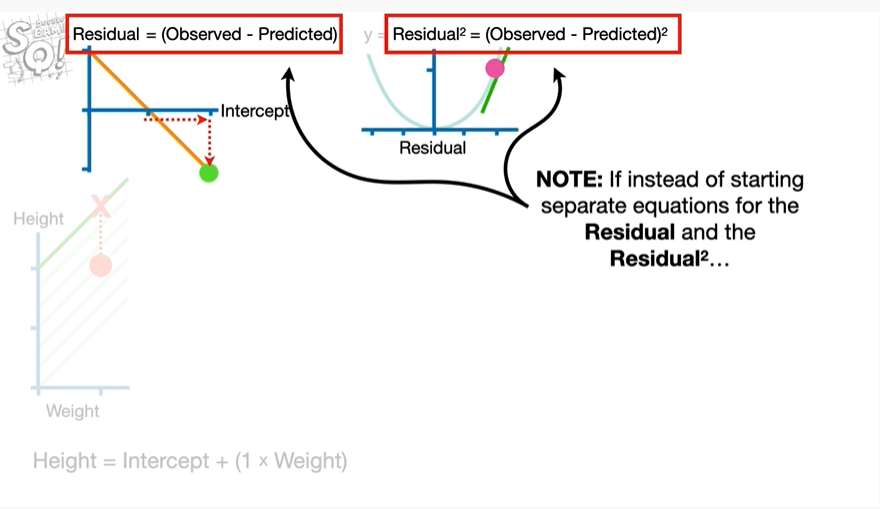 Residual = (Observed - Predicted)
y = Residual² = (Observed - Predicted)²
Intercept
Residual
NOTE: If instead of starting
separate equations for the
Residual and the
Residual²...
Height
Weight
Height = Intercept + (1 × Weight)